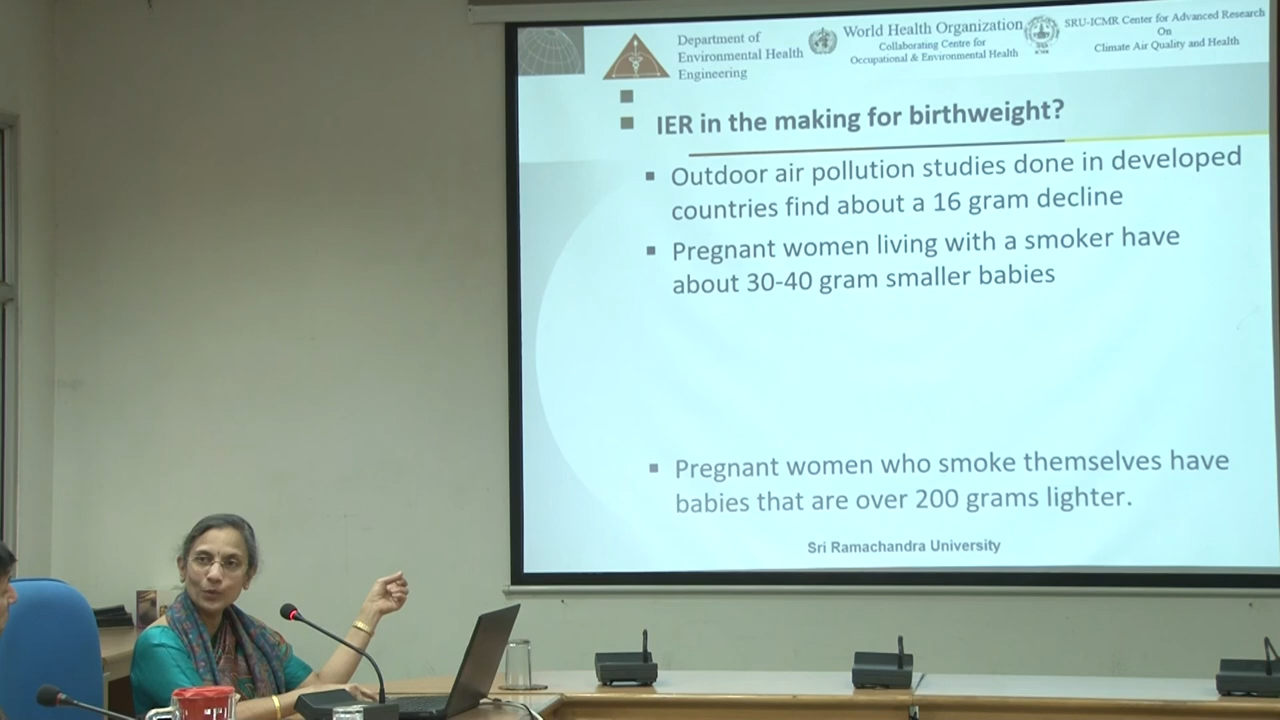 Department of
Environmental Health
Engineering
World Health Organization
Collaborating Centre for
Occupational & Environmental Health
SRU-ICMR Center for Advanced Research
On
Climate Air Quality and Health
IER in the making for birthweight?
Outdoor air pollution studies done in developed
countries find about a 16 gram decline
Pregnant women living with a smoker have
about 30-40 gram smaller babies
Pregnant women who smoke themselves have
babies that are over 200 grams lighter.
Sri Ramachandra University